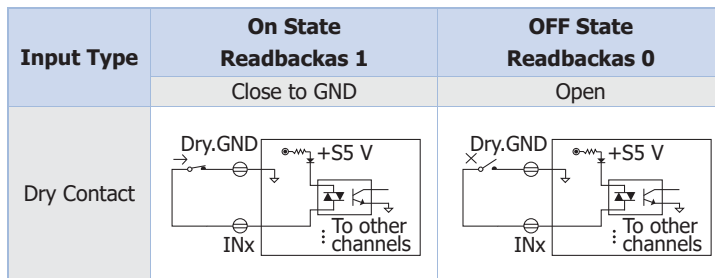 Input Type
On State
Readbackas 1
OFF State
Readbackas 0
Close to GND
Open
Dry Contact
Dry.GND
+S5 V
INx
To other
channels
Dry.GND
+S5 V
INx
To other
channels